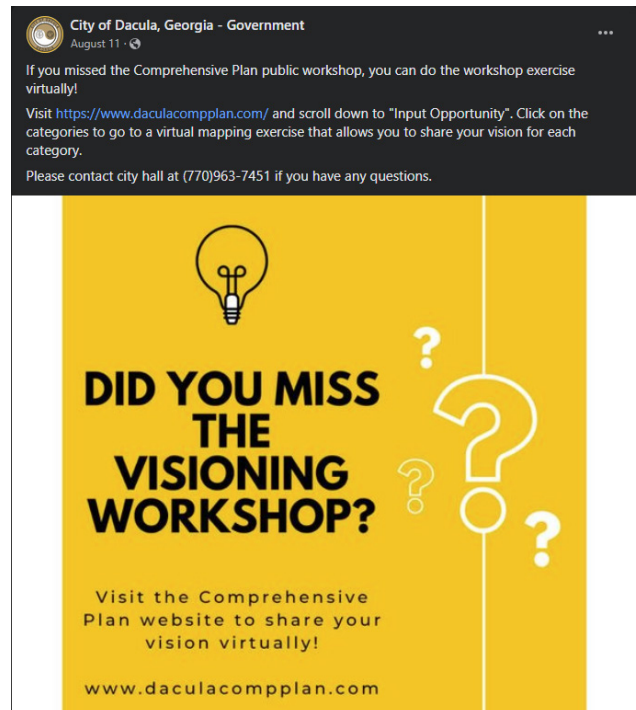 City of Dacula, Georgia - Government
August 11 ·
If you missed the Comprehensive Plan public workshop, you can do the workshop exercise
virtually!
Visit https://www.daculacompplan.com/ and scroll down to "Input Opportunity". Click on the
categories to go to a virtual mapping exercise that allows you to share your vision for each
category.
Please contact city hall at (770)963-7451 if you have any questions.
DID YOU MISS
THE
VISIONING
WORKSHOP?
? ? ? ?
Visit the Comprehensive
Plan website to share your
vision virtually!
www.daculacompplan.com